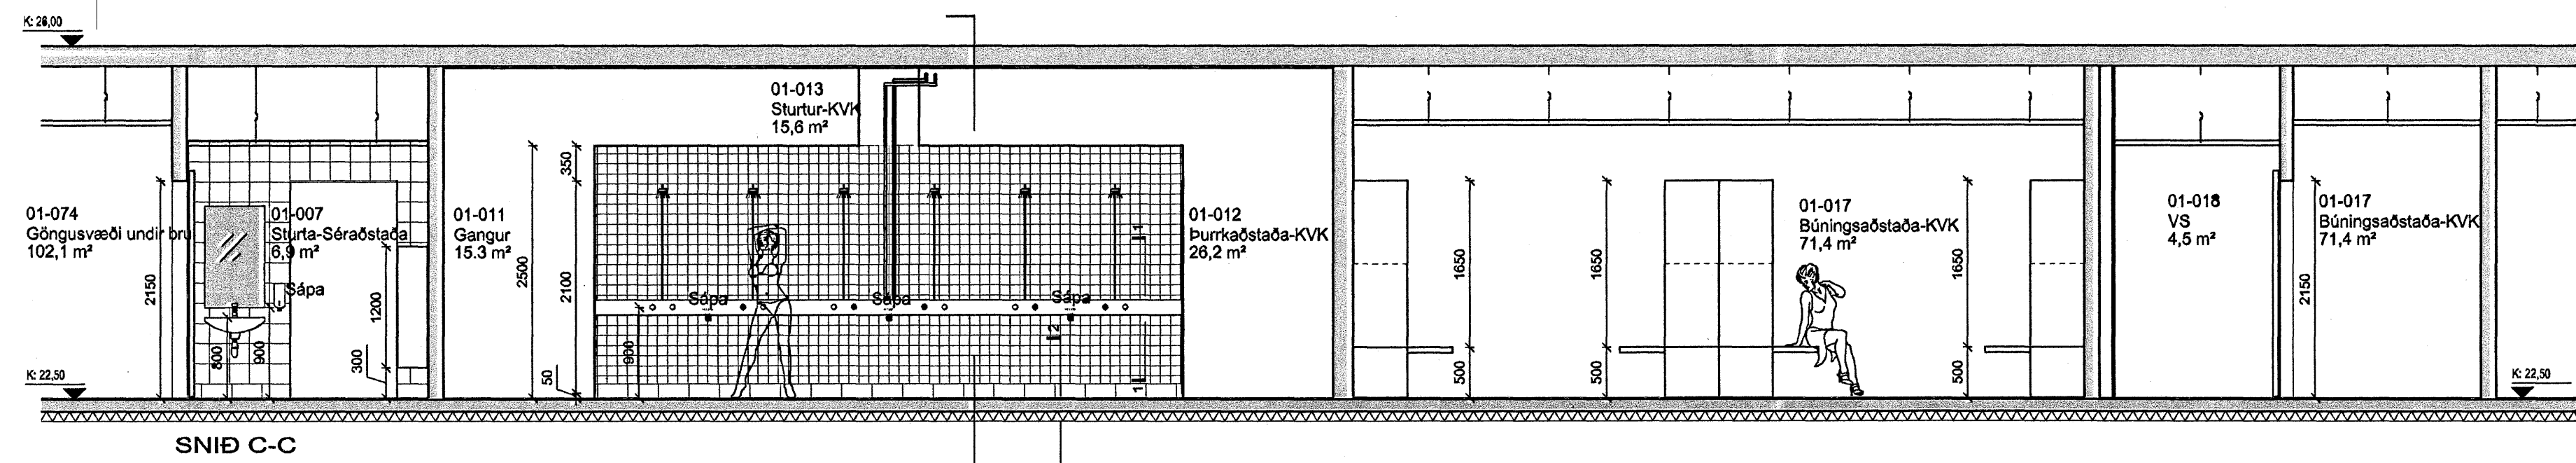 K: 26,00
01-074
Göngusvæði undir brú
102,1 m²
2150
K: 22,50
01-007
Sturta-Séraðstaða
6,9 m²
Sápa
800
900
1200
300
01-011
Gangur
15.3 m²
2500
350
2100
50
900
01-013
Sturtur-KVK
15,6 m²
Sápa
Sápa
Sápa
1
2
1
01-012
Þurrkaðstaða-KVK
26,2 m²
1650
500
1650
500
01-017
Búningsaðstaða-KVK
71,4 m²
1650
500
01-018
VS
4,5 m²
2150
01-017
Búningsaðstaða-KVK
71,4 m²
K: 22,50
SNIÐ C-C